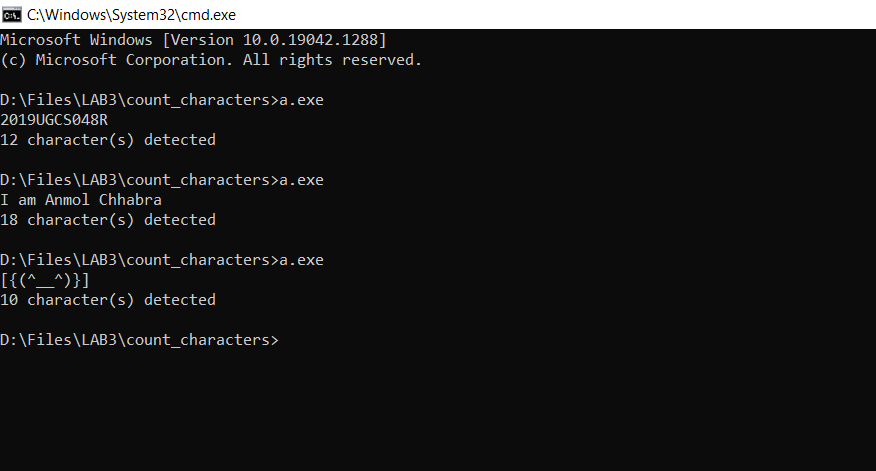 C:\Windows\System32\cmd.exe
Microsoft Windows [Version 10.0.19042.1288]
(c) Microsoft Corporation. All rights reserved.
D:\Files\LAB3\count_characters>a.exe
2019UGCS048R
12 character(s) detected
D:\Files\LAB3\count_characters>a.exe
I am Anmol Chhabra
18 character(s) detected
D:\Files\LAB3\count_characters>a.exe
[{(^__^)}]
10 character(s) detected
D:\Files\LAB3\count_characters>